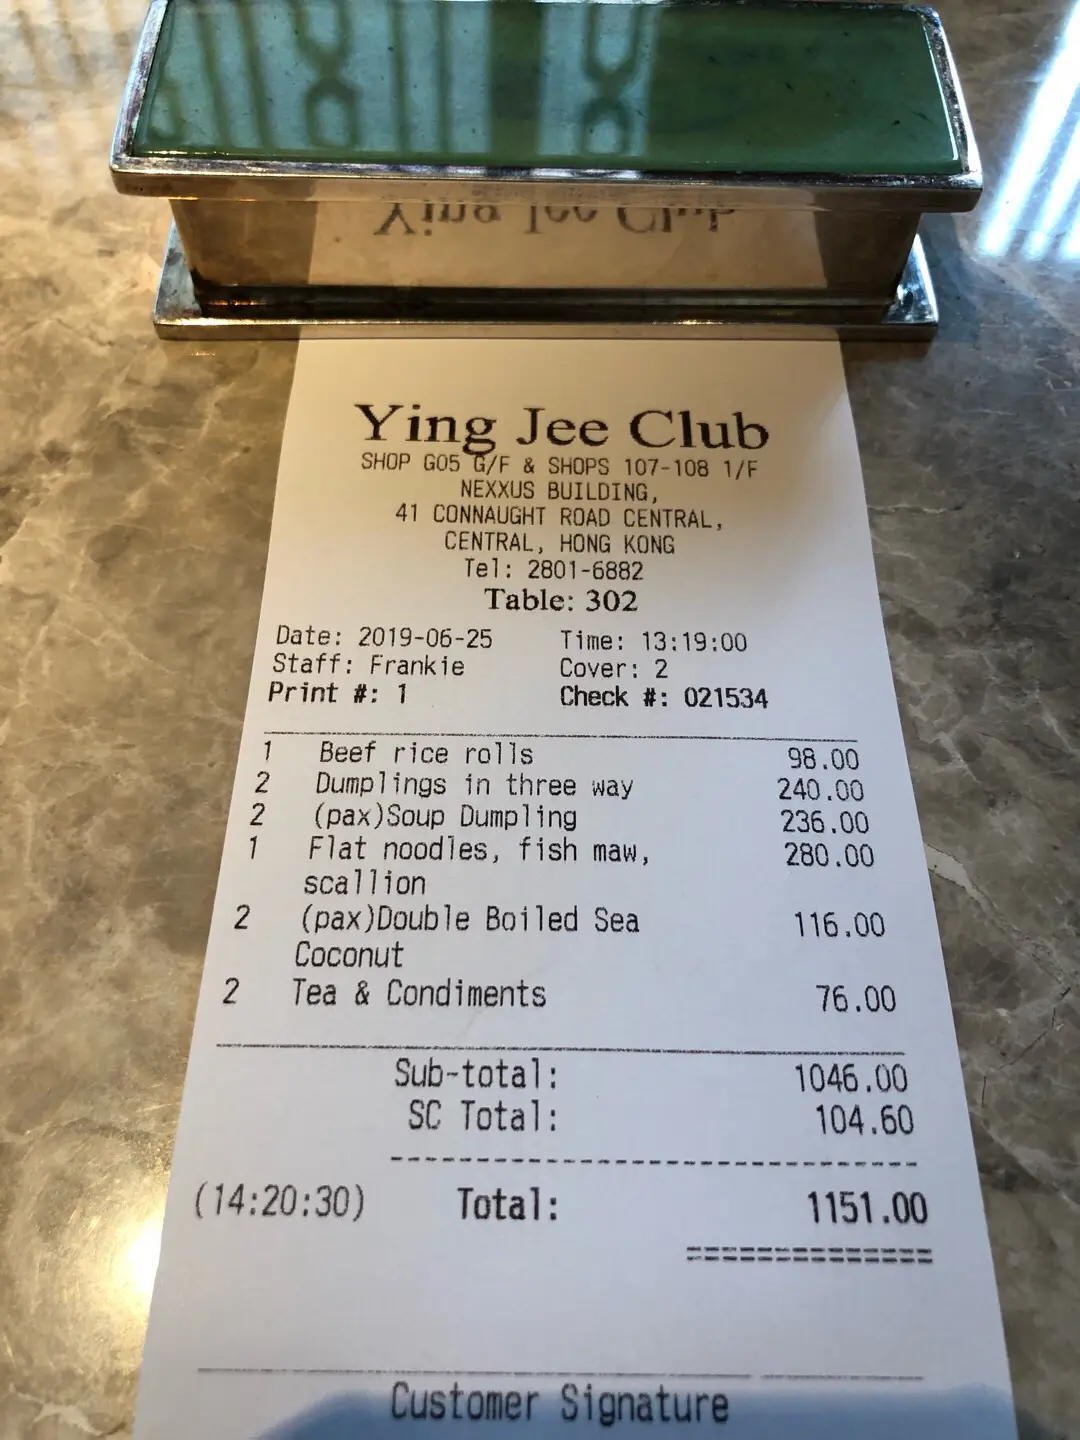 Ying Jee Club
Ying Jee Club
SHOP G05 G/F & SHOPS 107-108 1/F
NEXXUS BUILDING,
41 CONNAUGHT ROAD CENTRAL,
CENTRAL, HONG KONG
Tel: 2801-6882
Table: 302
Date: 2019-06-25 Time: 13:19:00
Staff: Frankie Cover: 2
Print #: 1 Check #: 021534
1 Beef rice rolls 98.00
2 Dumplings in three way 240.00
2 (pax)Soup Dumpling 236.00
1 Flat noodles, fish maw, 280.00
scallion
2 (pax)Double Boiled Sea 116.00
Coconut
2 Tea & Condiments 76.00
Sub-total: 1046.00
SC Total: 104.60
(14:20:30) Total: 1151.00
Customer Signature